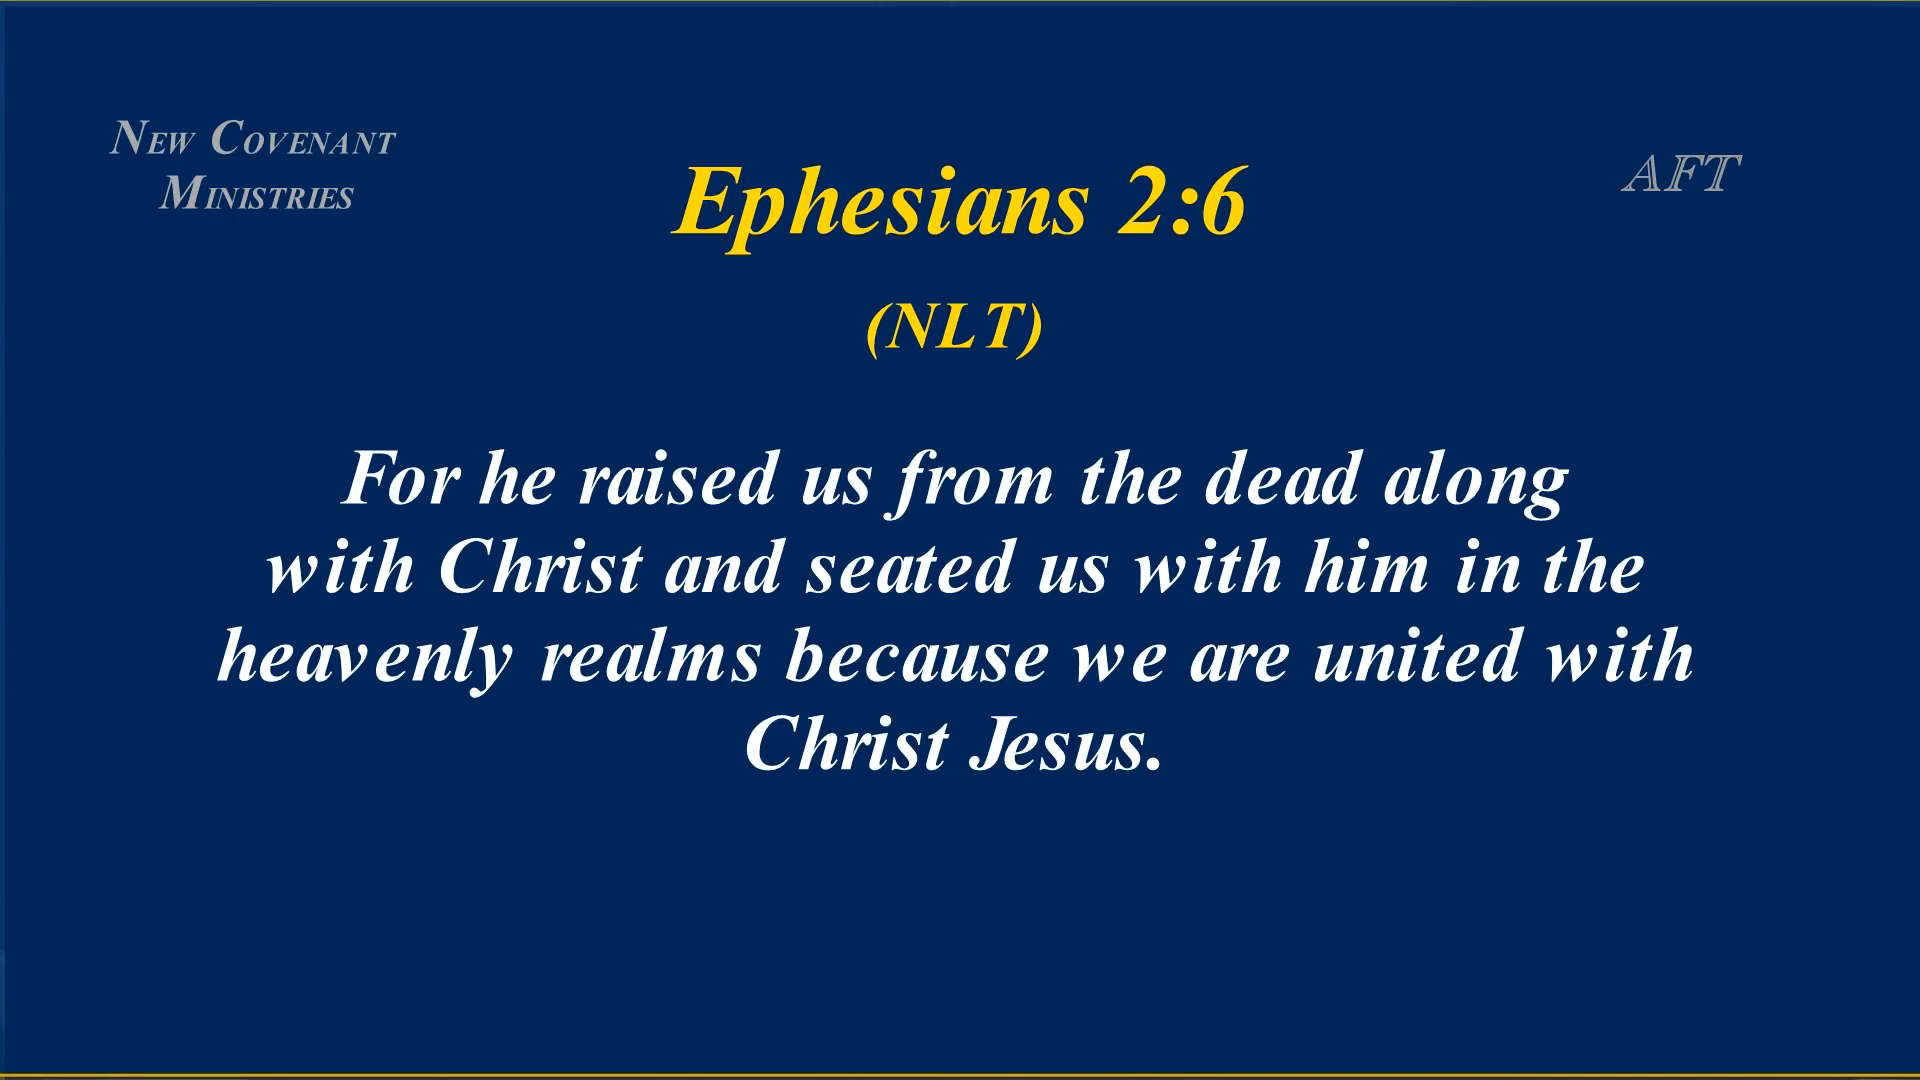 New Covenant
Ministries
AFT
Ephesians 2:6
(NLT)
For he raised us from the dead along
with Christ and seated us with him in the
heavenly realms because we are united with
Christ Jesus.